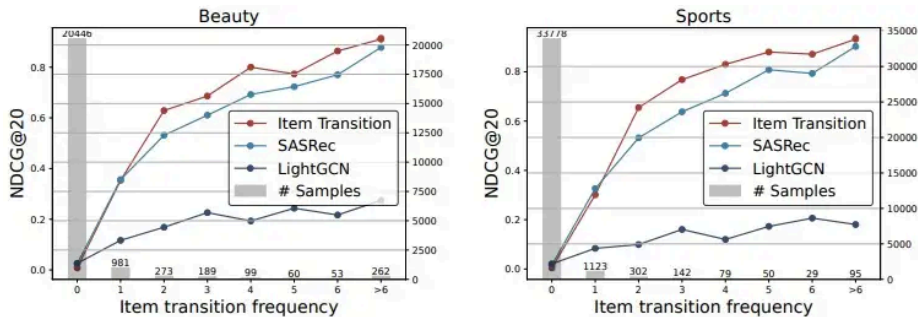 Beauty
20446
NDCG@20
0.8
0.6
0.4
0.2
0.0
20000
17500
15000
12500
10000
7500
5000
2500
0
Item Transition
SASRec
LightGCN
# Samples
981
273
189
99
60
53
262
0 1 2 3 4 5 6 >6
Item transition frequency
Sports
33778
NDCG@20
0.8
0.6
0.4
0.2
0.0
35000
30000
25000
20000
15000
10000
5000
0
Item Transition
SASRec
LightGCN
# Samples
1123
302
142
79
50
29
95
0 1 2 3 4 5 6 >6
Item transition frequency